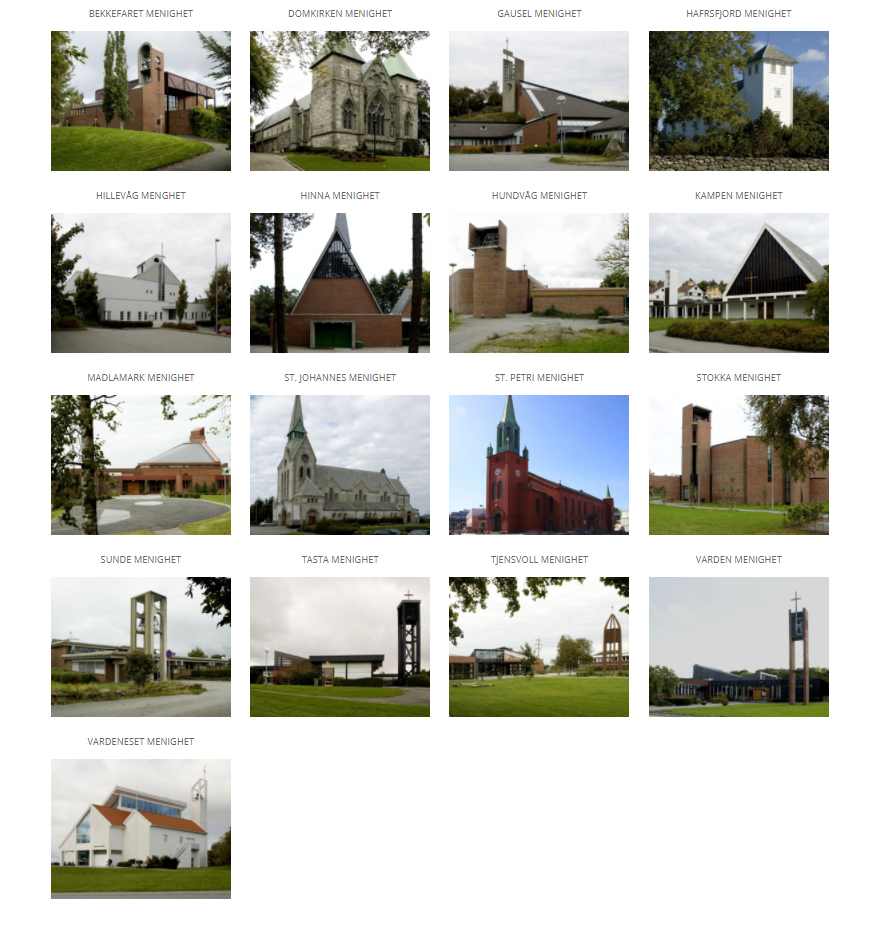 BEKKEFARET MENIGHET
DOMKIRKEN MENIGHET
GAUSEL MENIGHET
HAFRSFJORD MENIGHET
HILLEVÅG MENGHET
HINNA MENIGHET
HUNDVÅG MENIGHET
KAMPEN MENIGHET
MADLAMARK MENIGHET
ST. JOHANNES MENIGHET
ST. PETRI MENIGHET
STOKKA MENIGHET
SUNDE MENIGHET
TASTA MENIGHET
TJENSVOLL MENIGHET
VARDEN MENIGHET
VARDENESET MENIGHET